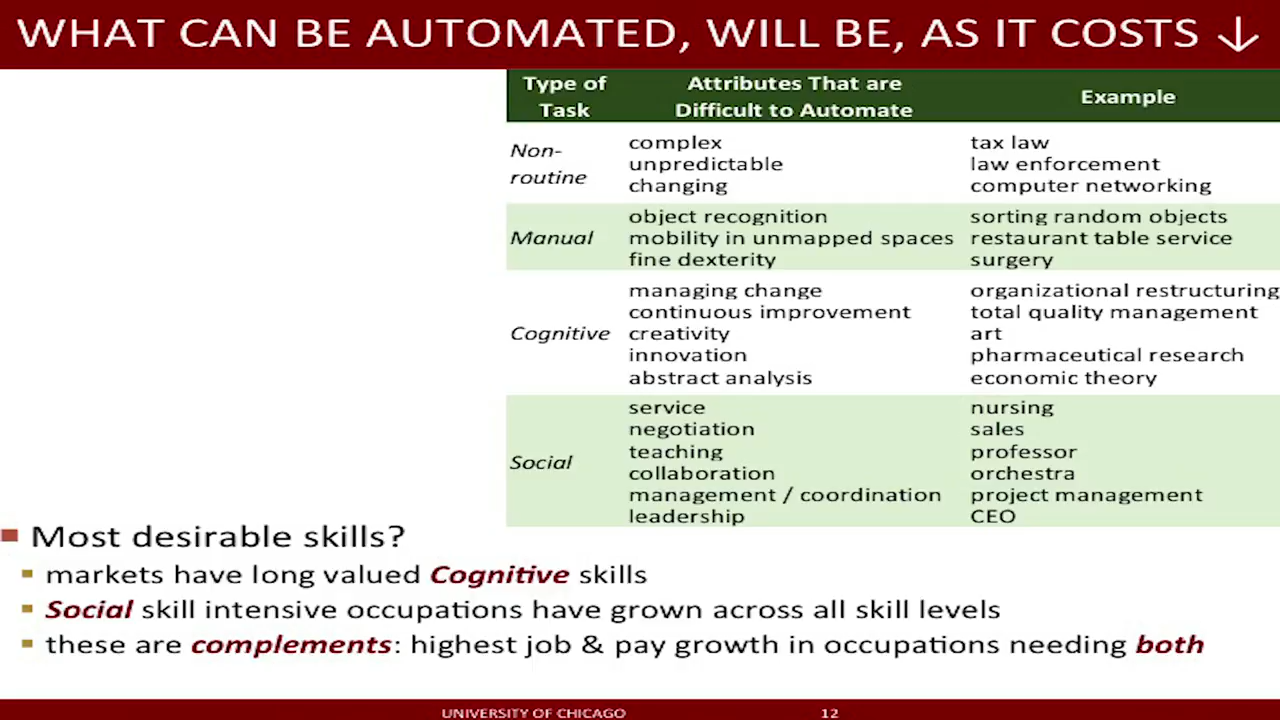 WHAT CAN BE AUTOMATED, WILL BE, AS IT COSTS ↓
Type of Task	Attributes That are Difficult to Automate	Example
Non-routine	complex	tax law
unpredictable	law enforcement
changing	computer networking
Manual	object recognition	sorting random objects
mobility in unmapped spaces	restaurant table service
fine dexterity	surgery
Cognitive	managing change	organizational restructuring
continuous improvement	total quality management
creativity	art
innovation	pharmaceutical research
abstract analysis	economic theory
Social	service	nursing
negotiation	sales
teaching	professor
collaboration	orchestra
management / coordination	project management
leadership	CEO
Most desirable skills?
markets have long valued Cognitive skills
Social skill intensive occupations have grown across all skill levels
these are complements: highest job & pay growth in occupations needing both
UNIVERSITY OF CHICAGO	12